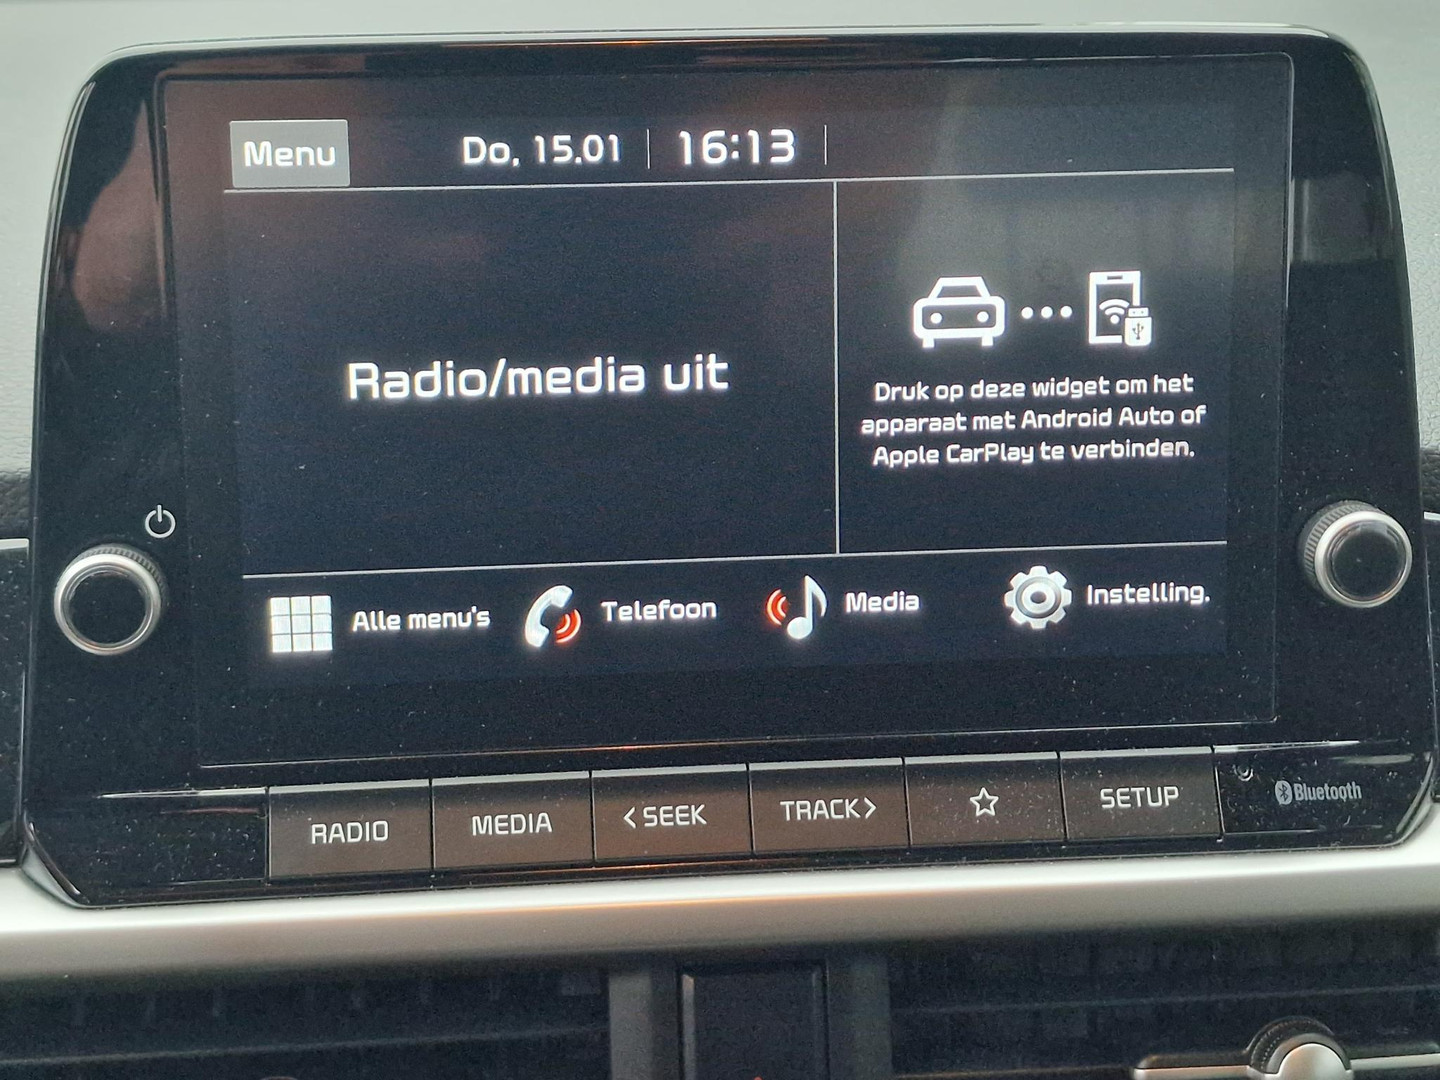 Menu
Do, 15.01
16:13
Radio/media uit
Druk op deze widget om het
apparaat met Android Auto of
Apple CarPlay te verbinden.
Alle menu's
Telefoon
Media
Instelling.
RADIO
MEDIA
<SEEK
TRACK>
SETUP
Bluetooth